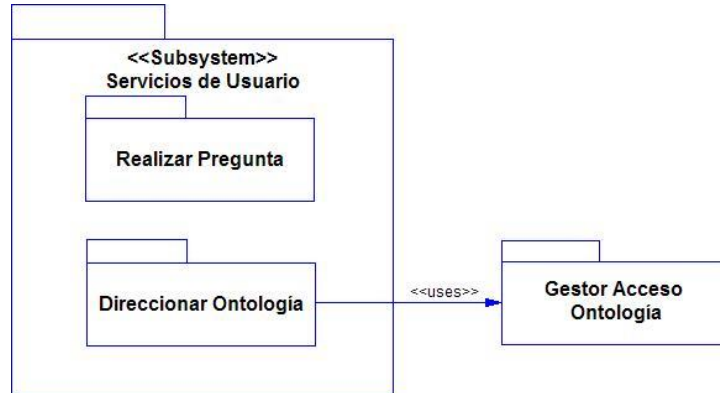 <<Subsystem>>
Servicios de Usuario
Realizar Pregunta
Direccionar Ontología
<<uses>>
Gestor Acceso
Ontología